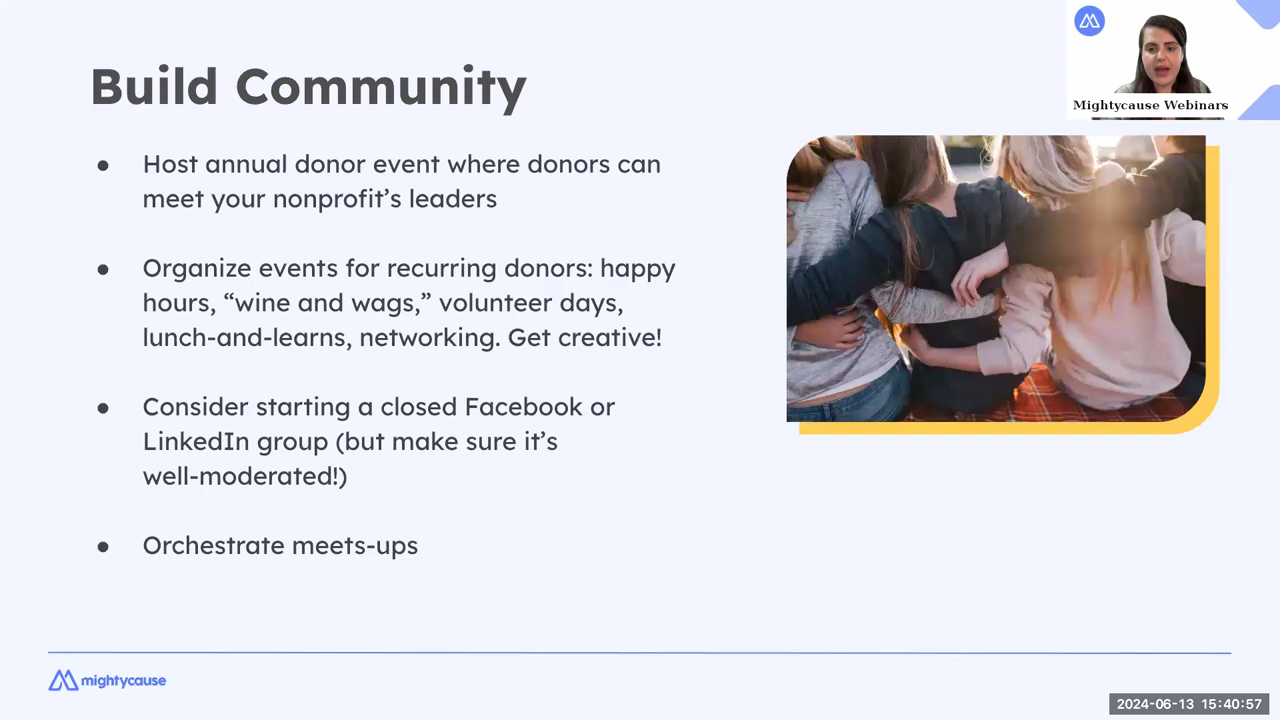 Build Community
● Host annual donor event where donors can
meet your nonprofit’s leaders
● Organize events for recurring donors: happy
hours, “wine and wags,” volunteer days,
lunch-and-learns, networking. Get creative!
● Consider starting a closed Facebook or
LinkedIn group (but make sure it’s
well-moderated!)
● Orchestrate meets-ups
Mightycause Webinars
mightycause
2024-06-13 15:40:57